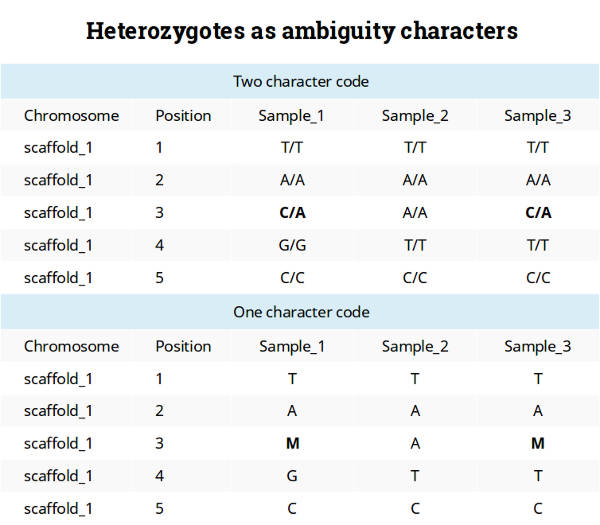 Heterozygotes as ambiguity characters
Two character code
Chromosome Position Sample_1 Sample_2 Sample_3
scaffold_1 1 T/T T/T T/T
scaffold_1 2 A/A A/A A/A
scaffold_1 3 C/A A/A C/A
scaffold_1 4 G/G T/T T/T
scaffold_1 5 C/C C/C C/C
One character code
Chromosome Position Sample_1 Sample_2 Sample_3
scaffold_1 1 T T T
scaffold_1 2 A A A
scaffold_1 3 M A M
scaffold_1 4 G T T
scaffold_1 5 C C C